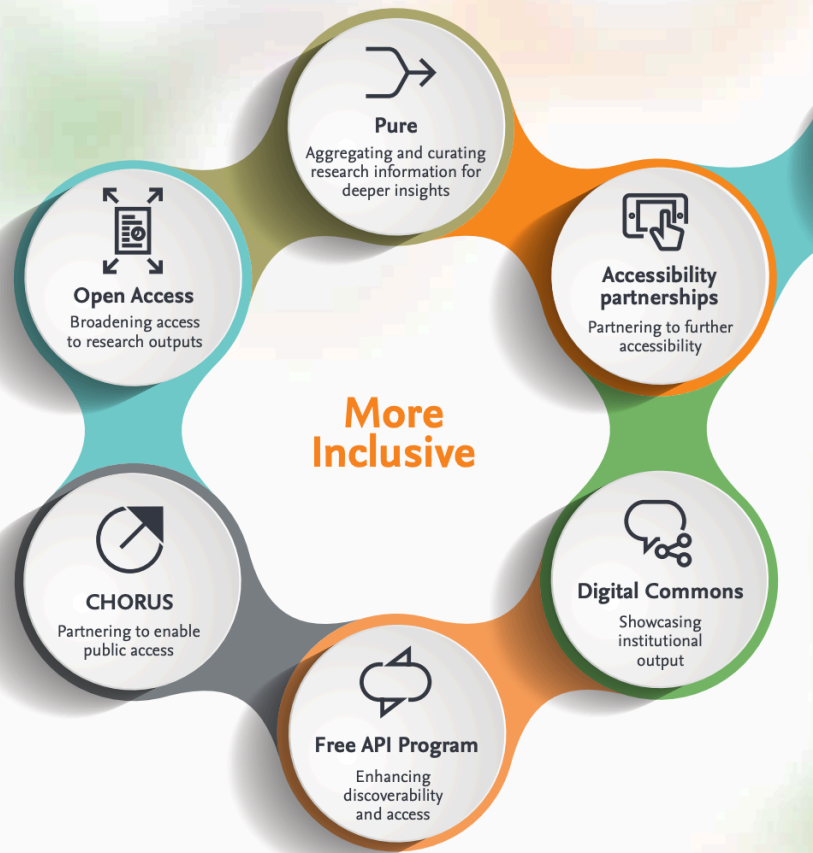 Pure
Aggregating and curating
research information for
deeper insights
Open Access
Broadening access
to research outputs
Accessibility
partnerships
Partnering to further
accessibility
More
Inclusive
CHORUS
Partnering to enable
public access
Digital Commons
Showcasing
institutional
output
Free API Program
Enhancing
discoverability
and access